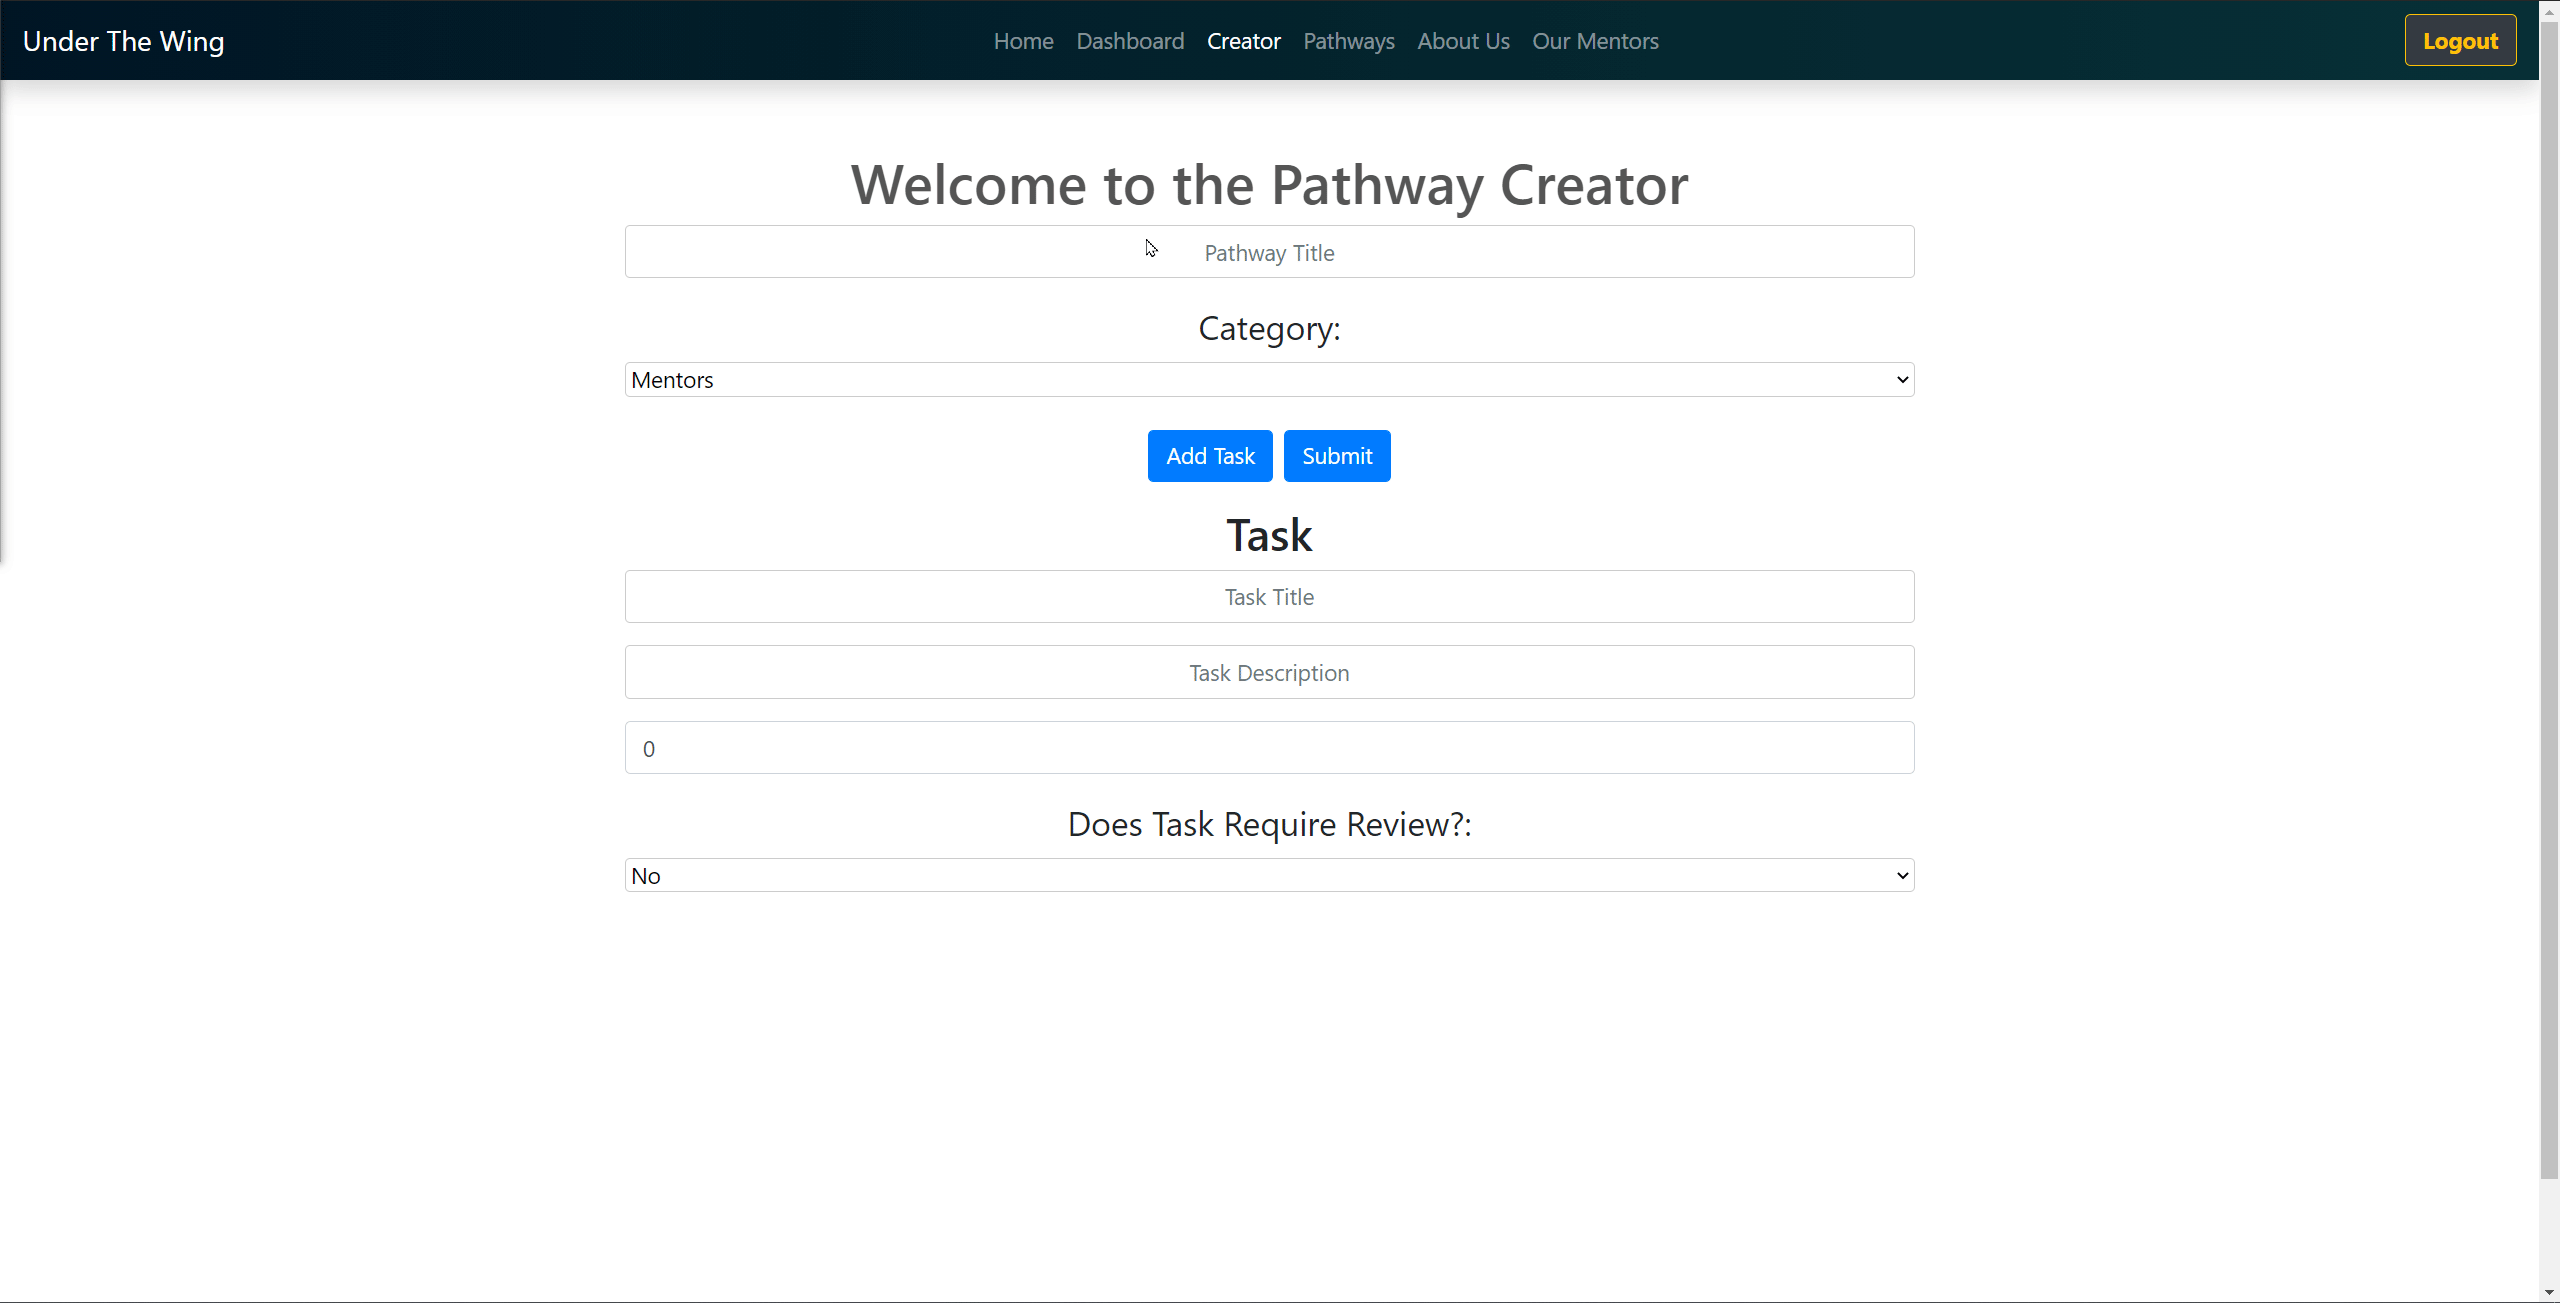 Under The Wing
Home Dashboard Creator Pathways About Us Our Mentors
Logout
Welcome to the Pathway Creator
Pathway Title
Category:
Mentors
Add Task Submit
Task
Task Title
Task Description
0
Does Task Require Review?:
No